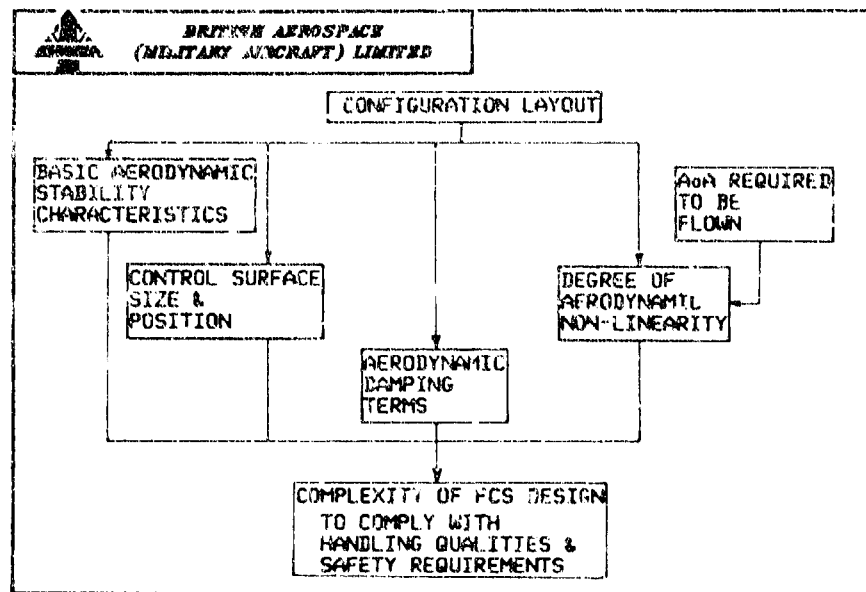 BRITISH AEROSPACE
(MILITARY AIRCRAFT) LIMITED
CONFIGURATION LAYOUT
BASIC AERODYNAMIC
STABILITY
CHARACTERISTICS
AoA REQUIRED
TO BE
FLOWN
CONTROL SURFACE
SIZE &
POSITION
DEGREE OF
AERODYNAMIC
NON-LINEARITY
AERODYNAMIC
DAMPING
TERMS
COMPLEXITY OF FCS DESIGN
TO COMPLY WITH
HANDLING QUALITIES &
SAFETY REQUIREMENTS